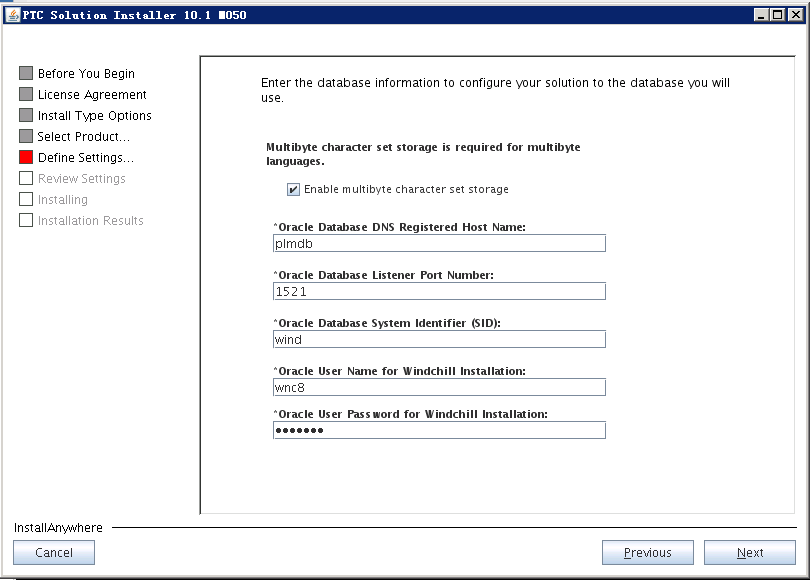 PTC Solution Installer 10.1 M050
Before You Begin
License Agreement
Install Type Options
Select Product...
Define Settings...
Review Settings
Installing
Installation Results
Enter the database information to configure your solution to the database you will
use.
Multibyte character set storage is required for multibyte
languages.
Enable multibyte character set storage
*Oracle Database DNS Registered Host Name:
plmdb
*Oracle Database Listener Port Number:
1521
*Oracle Database System Identifier (SID):
wind
*Oracle User Name for Windchill Installation:
wnc8
*Oracle User Password for Windchill Installation:
•••••••
InstallAnywhere
Cancel
Previous
Next